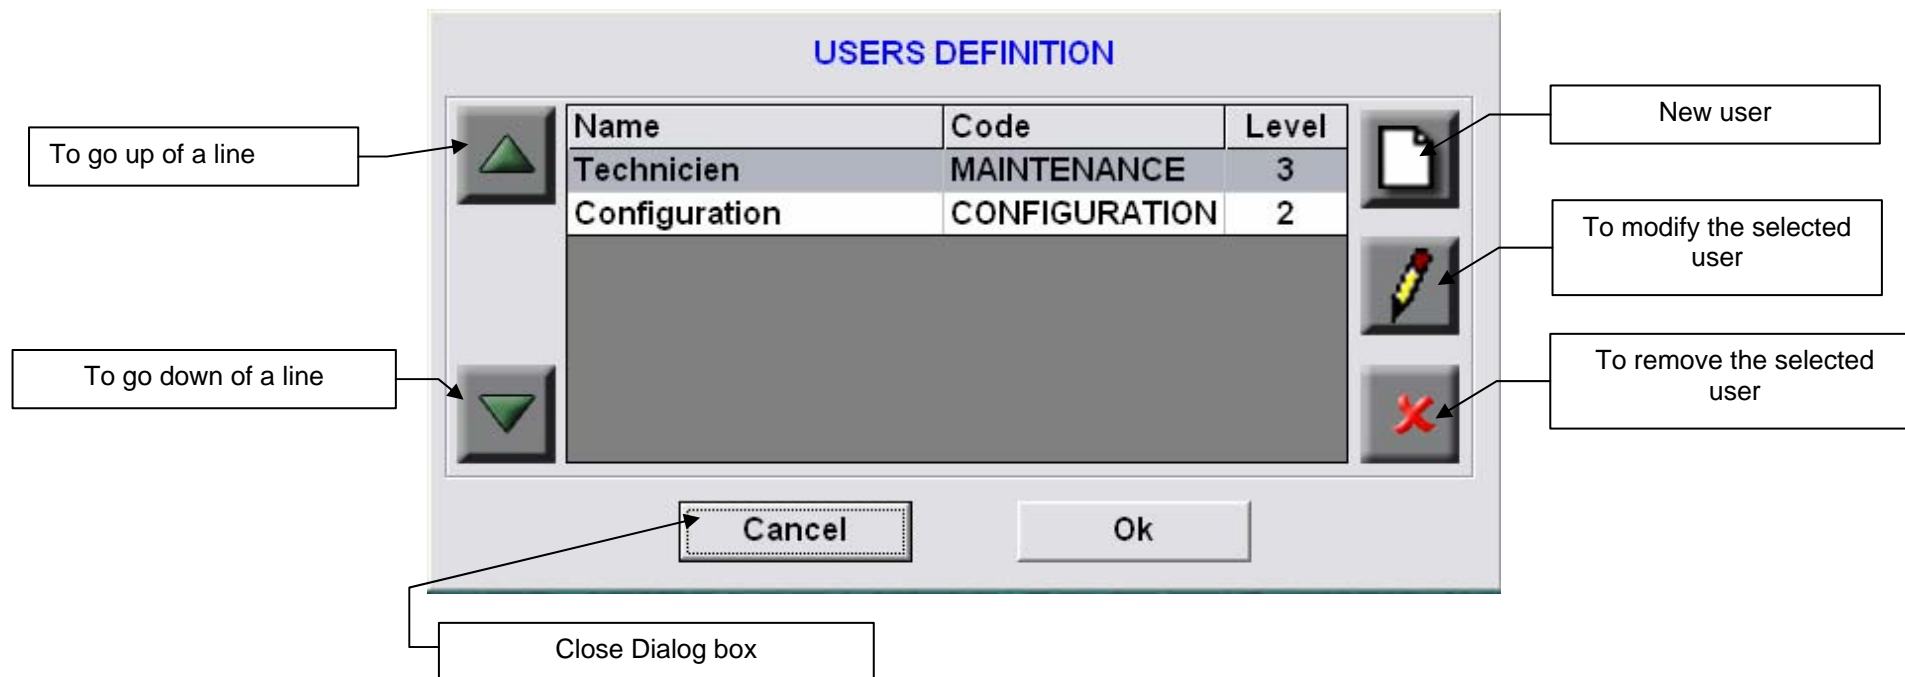 USERS DEFINITION
To go up of a line
Name Code Level
Technicien MAINTENANCE 3
Configuration CONFIGURATION 2
New user
To modify the selected
user
To go down of a line
To remove the selected
user
Cancel Ok
Close Dialog box